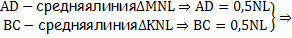 AD − средняялинияΔMNL ⇒ AD = 0,5NL
BC − средняялинияΔKNL ⇒ BC = 0,5NL} ⇒